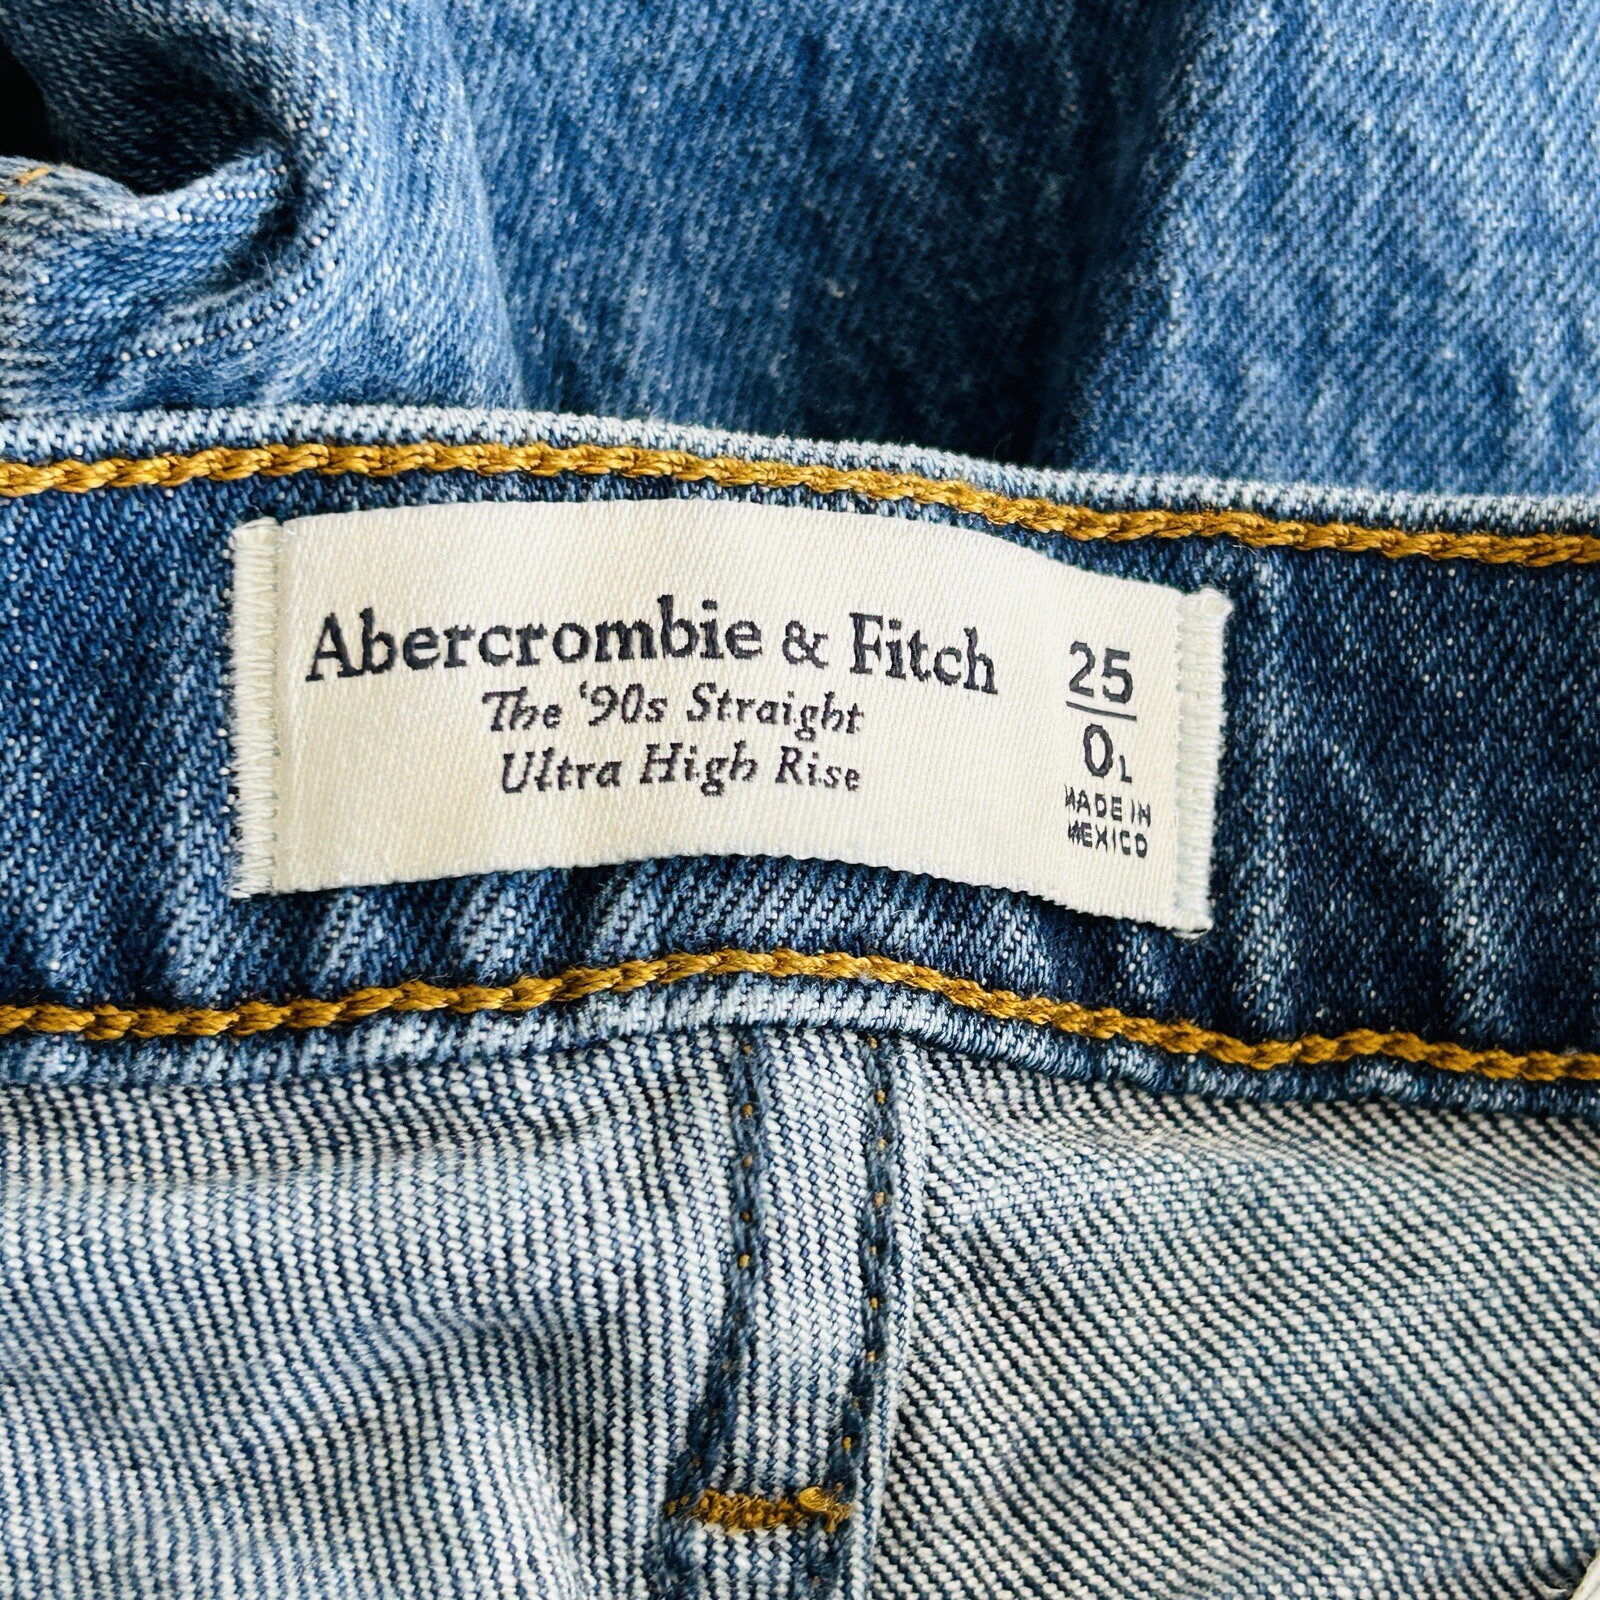 Abercrombie & Fitch
The '90s Straight
Ultra High Rise
25
0L
MADE IN
MEXICO